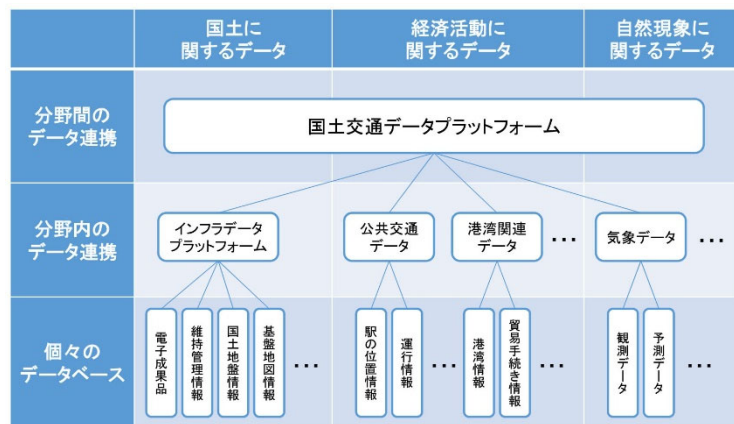 国土に
関するデータ
経済活動に
関するデータ
自然現象に
関するデータ
分野間の
データ連携
国土交通データプラットフォーム
分野内の
データ連携
インフラデータ
プラットフォーム
公共交通
データ
港湾関連
データ
・・・
気象データ
・・・
個々の
データベース
電子成果品
維持管理情報
国土地盤情報
基盤地図情報
・・・
駅の位置情報
運行情報
・・・
港湾情報
貿易手続き情報
・・・
観測データ
予測データ
・・・